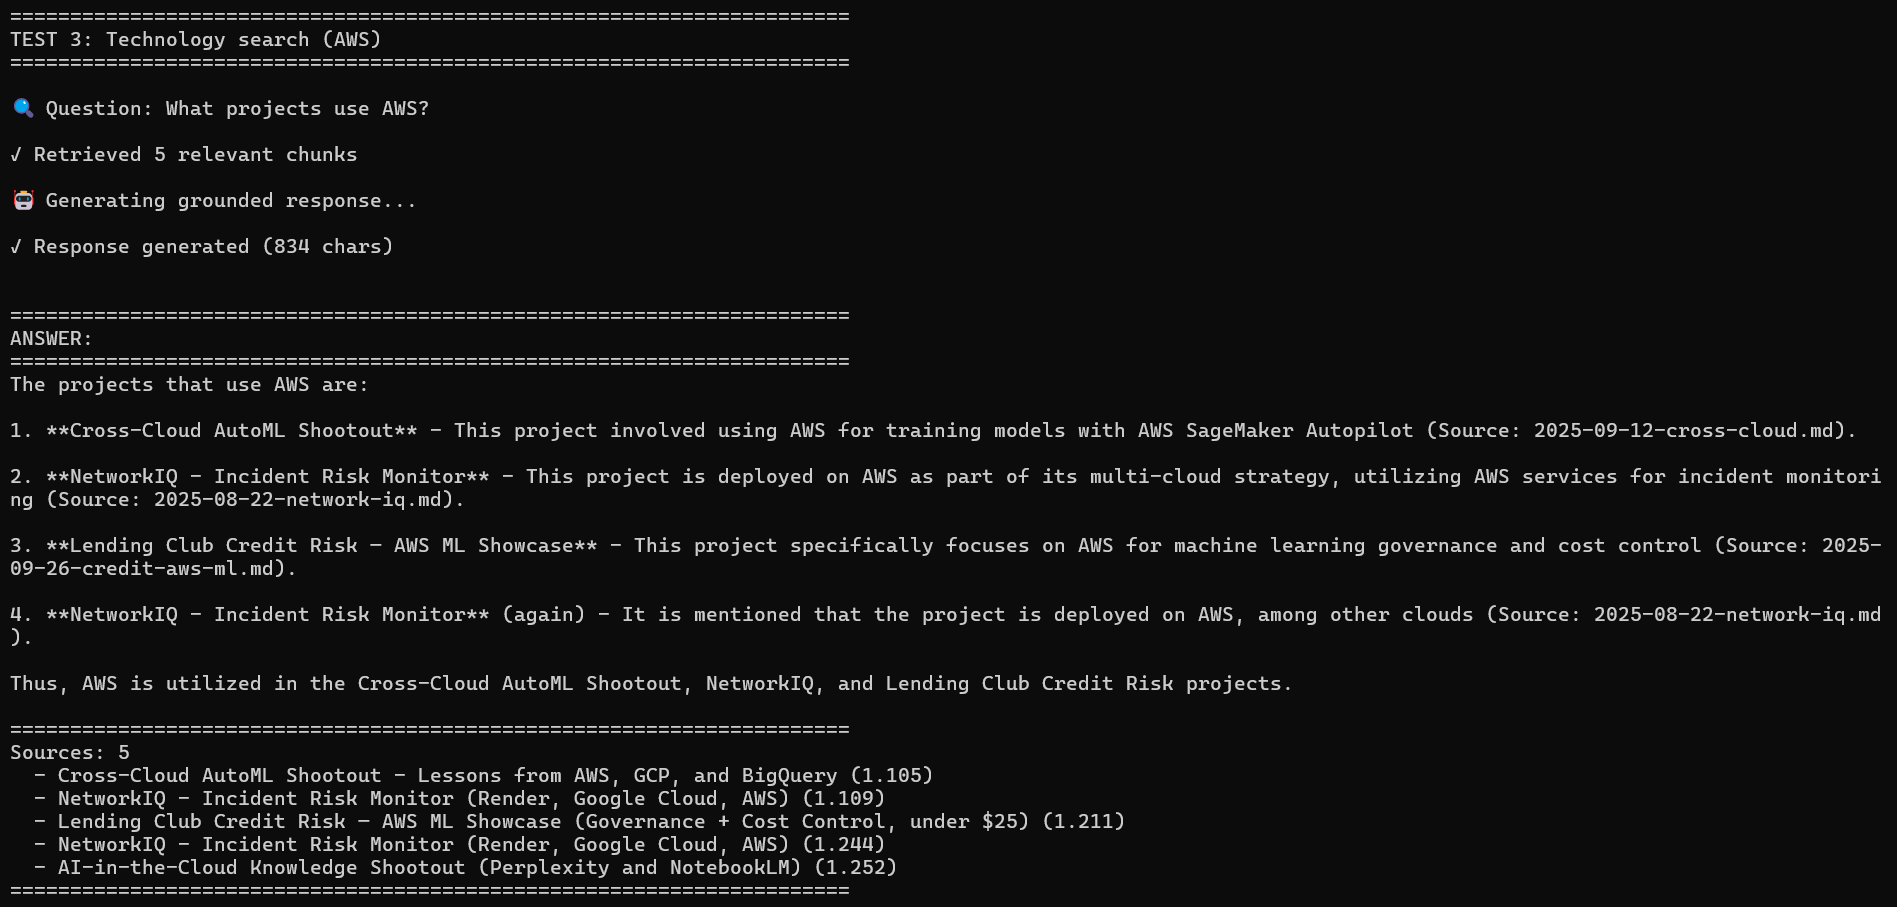 ======================================================================
TEST 3: Technology search (AWS)
======================================================================
🔍 Question: What projects use AWS?
√ Retrieved 5 relevant chunks
🤖 Generating grounded response...
√ Response generated (834 chars)
======================================================================
ANSWER:
======================================================================
The projects that use AWS are:
1. **Cross-Cloud AutoML Shootout** - This project involved using AWS for training models with AWS SageMaker Autopilot (Source: 2025-09-12-cross-cloud.md).
2. **NetworkIQ - Incident Risk Monitor** - This project is deployed on AWS as part of its multi-cloud strategy, utilizing AWS services for incident monitori
ng (Source: 2025-08-22-network-iq.md).
3. **Lending Club Credit Risk — AWS ML Showcase** - This project specifically focuses on AWS for machine learning governance and cost control (Source: 2025-
09-26-credit-aws-ml.md).
4. **NetworkIQ - Incident Risk Monitor** (again) - It is mentioned that the project is deployed on AWS, among other clouds (Source: 2025-08-22-network-iq.md
).
Thus, AWS is utilized in the Cross-Cloud AutoML Shootout, NetworkIQ, and Lending Club Credit Risk projects.
======================================================================
Sources: 5
- Cross-Cloud AutoML Shootout - Lessons from AWS, GCP, and BigQuery (1.105)
- NetworkIQ - Incident Risk Monitor (Render, Google Cloud, AWS) (1.109)
- Lending Club Credit Risk — AWS ML Showcase (Governance + Cost Control, under $25) (1.211)
- NetworkIQ - Incident Risk Monitor (Render, Google Cloud, AWS) (1.244)
- AI-in-the-Cloud Knowledge Shootout (Perplexity and NotebookLM) (1.252)
======================================================================